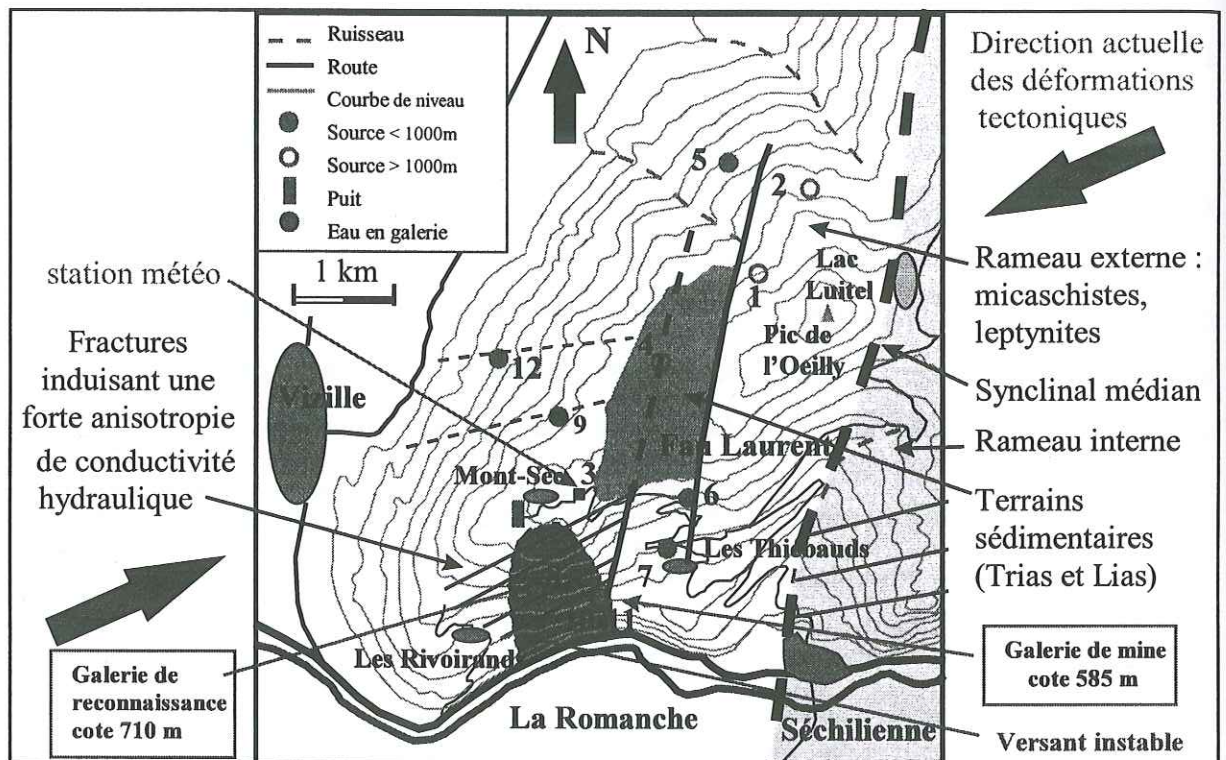 Ruisseau
Route
Courbe de niveau
Source < 1000m
Source > 1000m
Puit
Eau en galerie
1 km
N
Direction actuelle
des déformations
tectoniques
station météo
Fractures
induisant une
forte anisotropie
de conductivité
hydraulique
Galerie de
reconnaissance
cote 710 m
5
2
1
Lac
Luitel
Pic de
l'Oeilly
12
9
4
Mont-Sec
3
Fau Laurent
6
Les Thiébauds
7
Les Rivoirands
La Romanche
Séchilienne
Rameau externe :
micaschistes,
leptynites
Synclinal médian
Rameau interne
Terrains
sédimentaires
(Trias et Lias)
Galerie de mine
cote 585 m
Versant instable